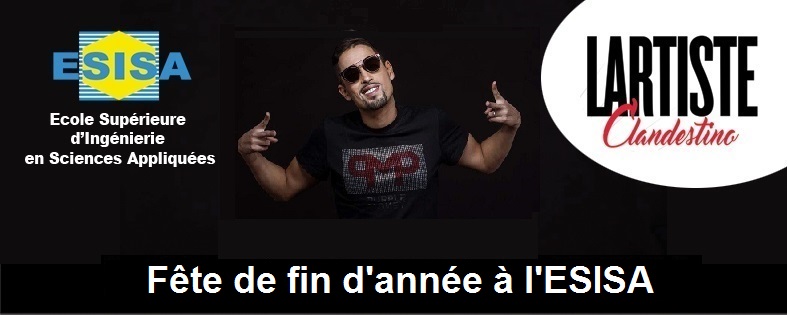 ESISA
Ecole Supérieure
d'Ingénierie
en Sciences Appliquées
LARTISTE
Clandestino
Fête de fin d'année à l'ESISA